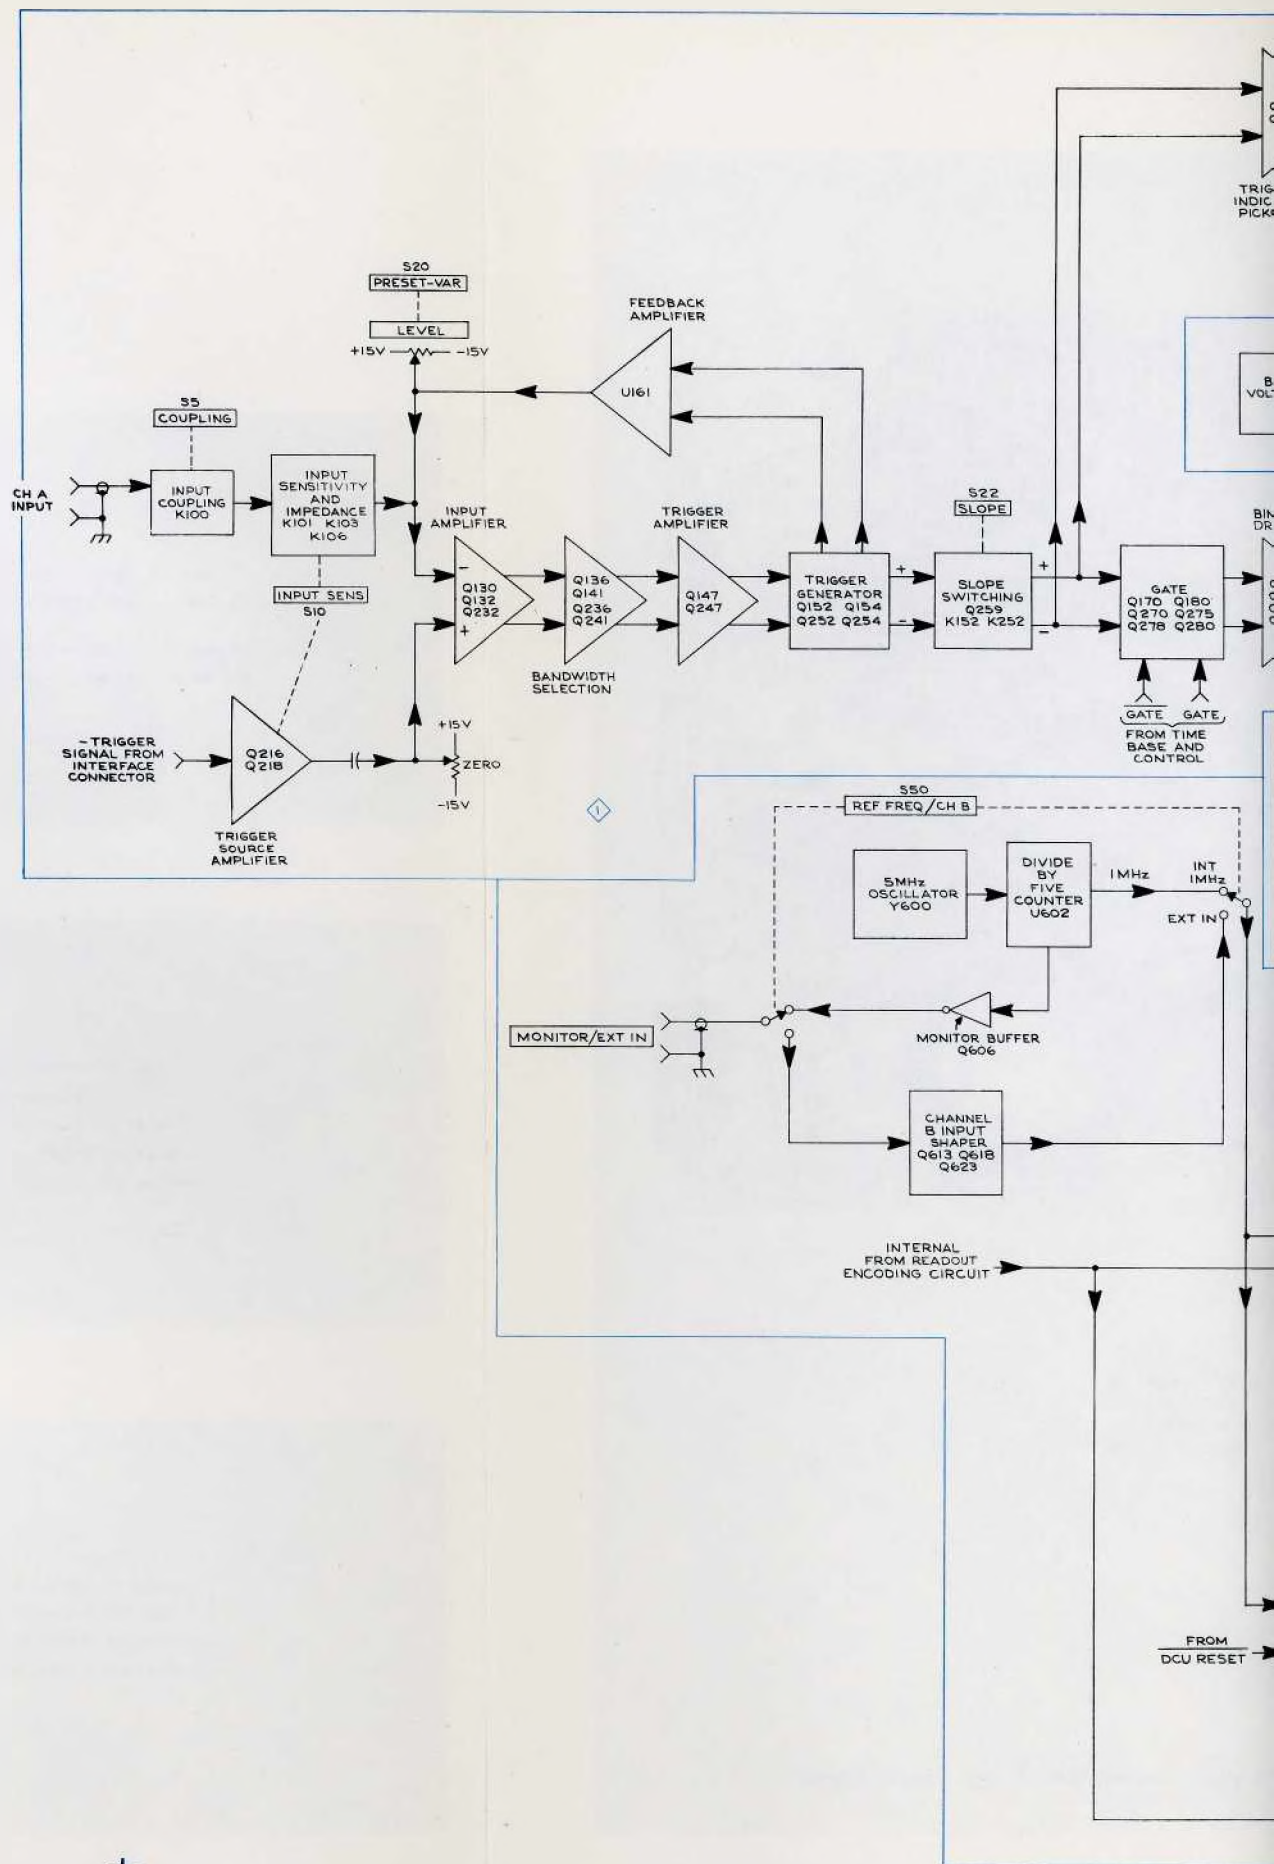 S20
PRESET-VAR
LEVEL
+15V
-15V
FEEDBACK
AMPLIFIER
U161
S5
COUPLING
CH A
INPUT
INPUT
COUPLING
K100
INPUT
SENSITIVITY
AND
IMPEDANCE
K101 K103
K106
INPUT SENS
S10
INPUT
AMPLIFIER
-
Q130
Q132
Q232
+
Q136
Q141
Q236
Q241
BANDWIDTH
SELECTION
TRIGGER
AMPLIFIER
Q147
Q247
TRIGGER
GENERATOR
Q152 Q154
Q252 Q254
+
-
S22
SLOPE
SLOPE
SWITCHING
Q259
K152 K252
+
-
GATE
Q170 Q180
Q270 Q275
Q278 Q280
GATE GATE
FROM TIME
BASE AND
CONTROL
-TRIGGER
SIGNAL FROM
INTERFACE
CONNECTOR
Q216
Q218
TRIGGER
SOURCE
AMPLIFIER
+15V
ZERO
-15V
1
S50
REF FREQ/CH B
5MHz
OSCILLATOR
Y600
DIVIDE
BY
FIVE
COUNTER
U602
1MHz
INT
1MHz
EXT IN
MONITOR/EXT IN
MONITOR BUFFER
Q606
CHANNEL
B INPUT
SHAPER
Q613 Q618
Q623
INTERNAL
FROM READOUT
ENCODING CIRCUIT
FROM
DCU RESET